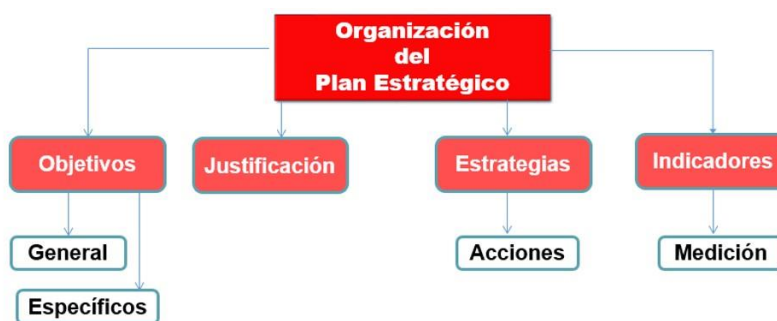 Organización
del
Plan Estratégico
Objetivos
Justificación
Estrategias
Indicadores
General
Acciones
Medición
Específicos